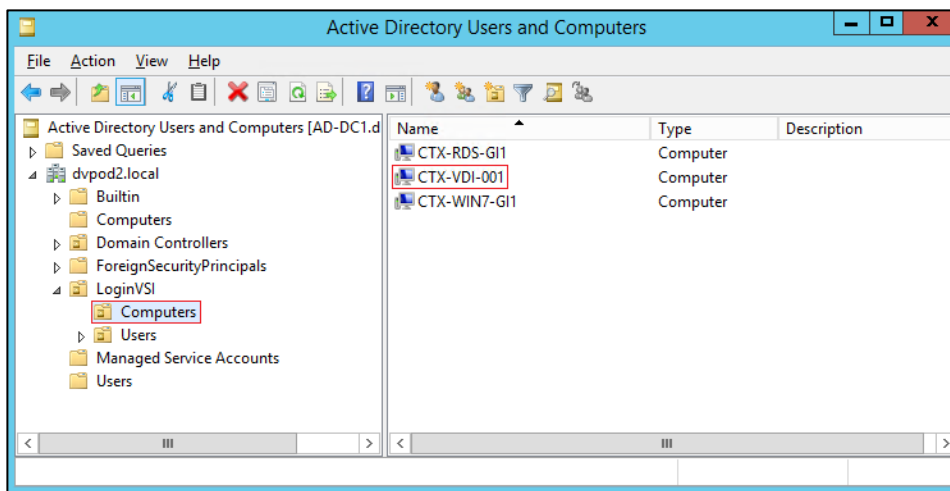 Active Directory Users and Computers
X
File Action View Help
Active Directory Users and Computers [AD-DC1.d
Saved Queries
dvpod2.local
Builtin
Computers
Domain Controllers
ForeignSecurityPrincipals
LoginVSI
Computers
Users
Managed Service Accounts
Users
Name Type Description
CTX-RDS-GI1 Computer
CTX-VDI-001 Computer
CTX-WIN7-GI1 Computer